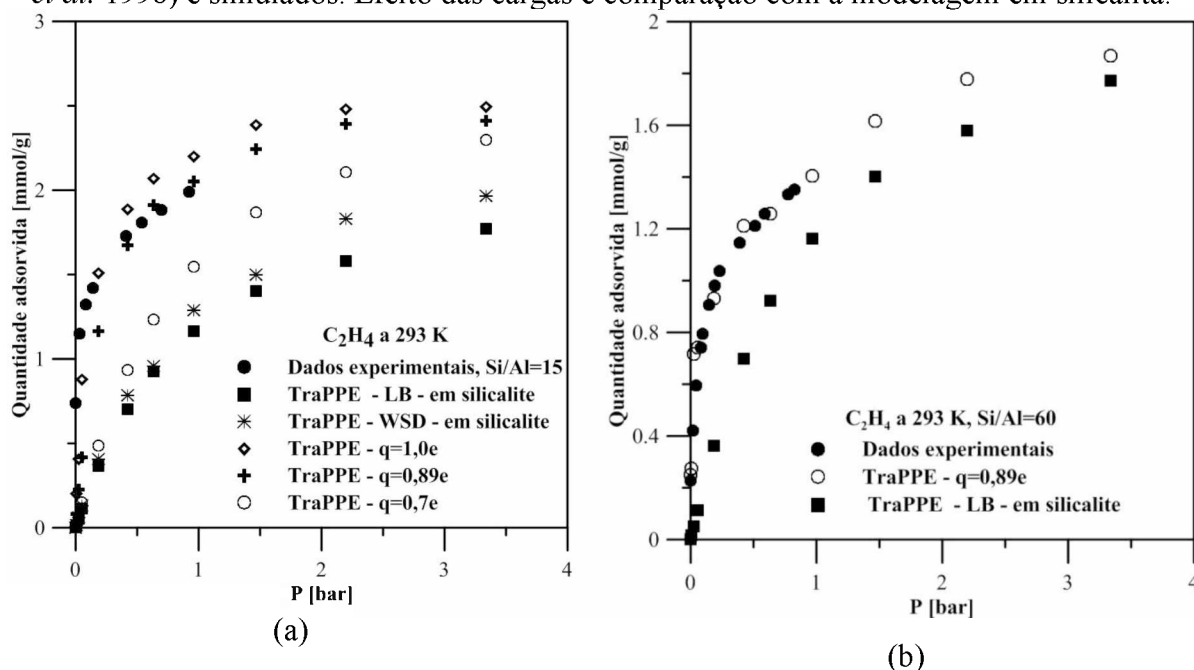 et al. 1996) e simulados. Efeito das cargas e comparação com a modelagem em silicalita.
3
2
1
0
Quantidade adsorvida [mmol/g]
C2H4 a 293 K
Dados experimentais, Si/Al=15
TraPPE - LB - em silicalite
TraPPE - WSD - em silicalite
TraPPE - q=1,0e
TraPPE - q=0,89e
TraPPE - q=0,7e
0 1 2 3 4
P [bar]
(a)
2
1.6
1.2
0.8
0.4
0
Quantidade adsorvida [mmol/g]
C2H4 a 293 K, Si/Al=60
Dados experimentais
TraPPE - q=0,89e
TraPPE - LB - em silicalite
0 1 2 3 4
P [bar]
(b)